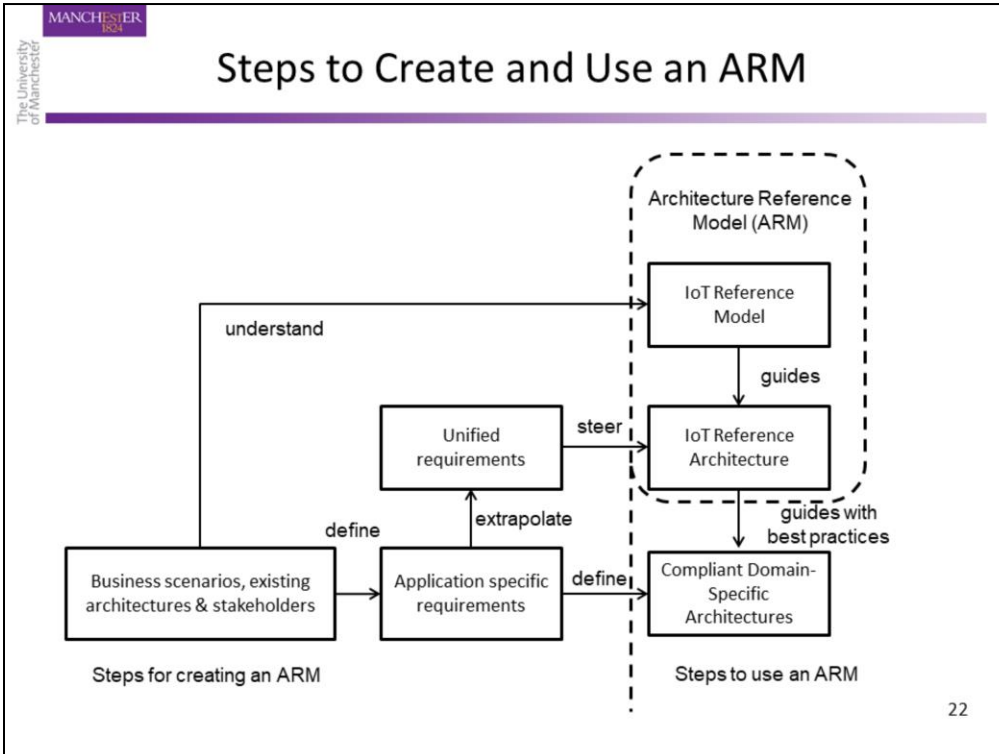 MANCHESTER
1824
The University
of Manchester
Steps to Create and Use an ARM
Architecture Reference
Model (ARM)
IoT Reference
Model
understand
guides
Unified
requirements
steer
IoT Reference
Architecture
extrapolate
define
guides with
best practices
Business scenarios, existing
architectures & stakeholders
Application specific
requirements
define
Compliant Domain-
Specific
Architectures
Steps for creating an ARM
Steps to use an ARM
22